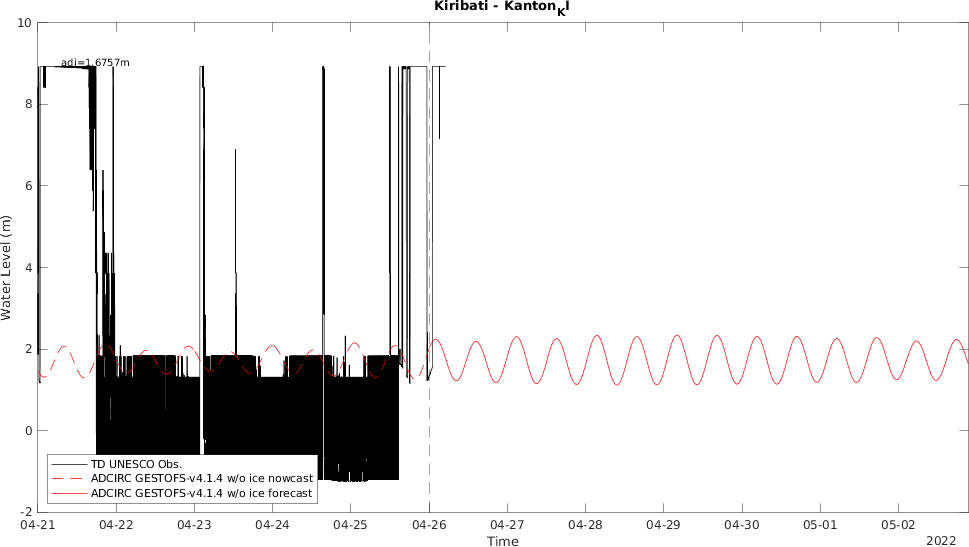 Kiribati - Kanton_KI
10
adj=1.6757m
8
6
4
2
0
-2
Water Level (m)
TD UNESCO Obs.
ADCIRC GESTOFS-v4.1.4 w/o ice nowcast
ADCIRC GESTOFS-v4.1.4 w/o ice forecast
04-21 04-22 04-23 04-24 04-25 04-26 04-27 04-28 04-29 04-30 05-01 05-02
Time
2022